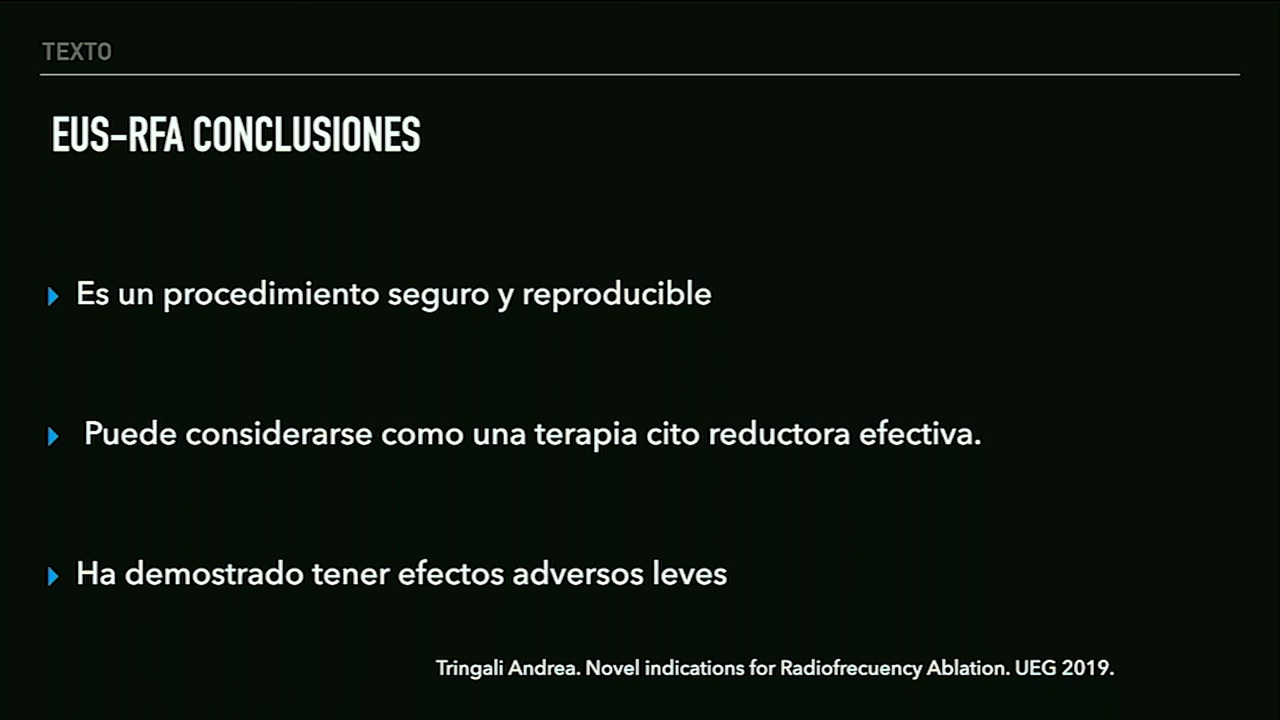 TEXTO
EUS-RFA CONCLUSIONES
Es un procedimiento seguro y reproducible
Puede considerarse como una terapia cito reductora efectiva.
Ha demostrado tener efectos adversos leves
Tringali Andrea. Novel indications for Radiofrecuency Ablation. UEG 2019.